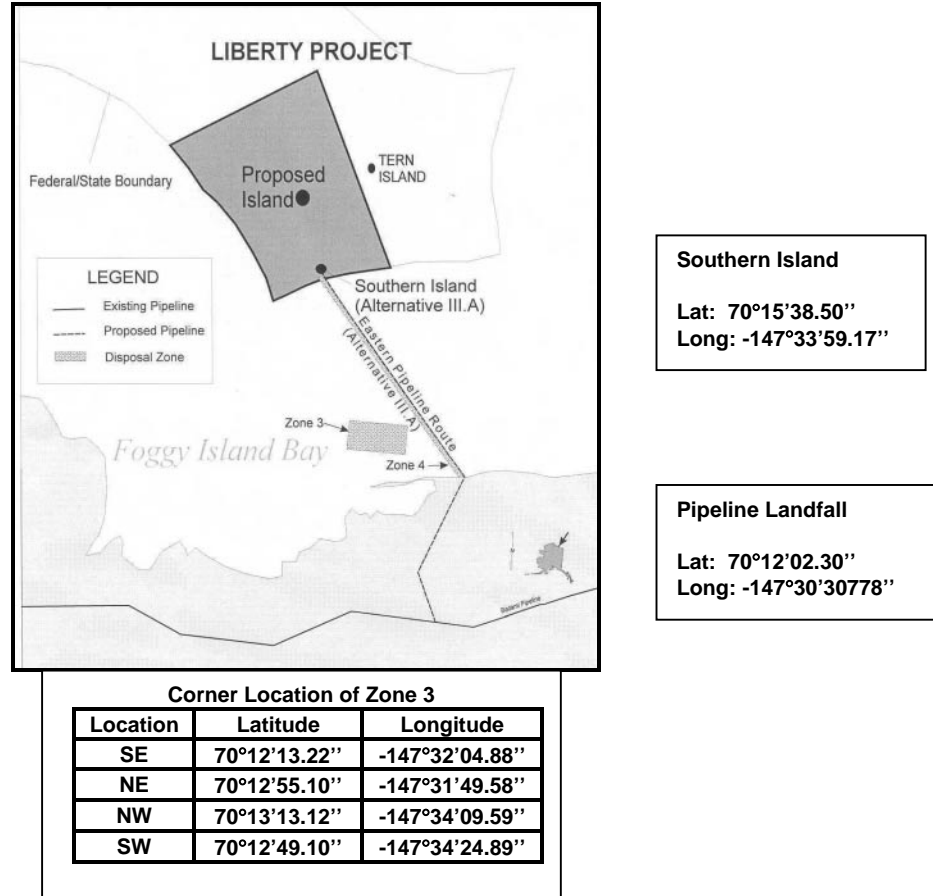 LIBERTY PROJECT
Federal/State Boundary
Proposed
Island
TERN
ISLAND
LEGEND
Existing Pipeline
Proposed Pipeline
Disposal Zone
Southern Island
(Alternative III.A)
Eastern Pipeline Route
(Alternative III.A)
Zone 3
Foggy Island Bay
Zone 4
Badami Pipeline
Southern Island
Lat: 70°15'38.50''
Long: -147°33'59.17''
Pipeline Landfall
Lat: 70°12'02.30''
Long: -147°30'30778''
Corner Location of Zone 3
Location Latitude Longitude
SE 70°12'13.22'' -147°32'04.88''
NE 70°12'55.10'' -147°31'49.58''
NW 70°13'13.12'' -147°34'09.59''
SW 70°12'49.10'' -147°34'24.89''